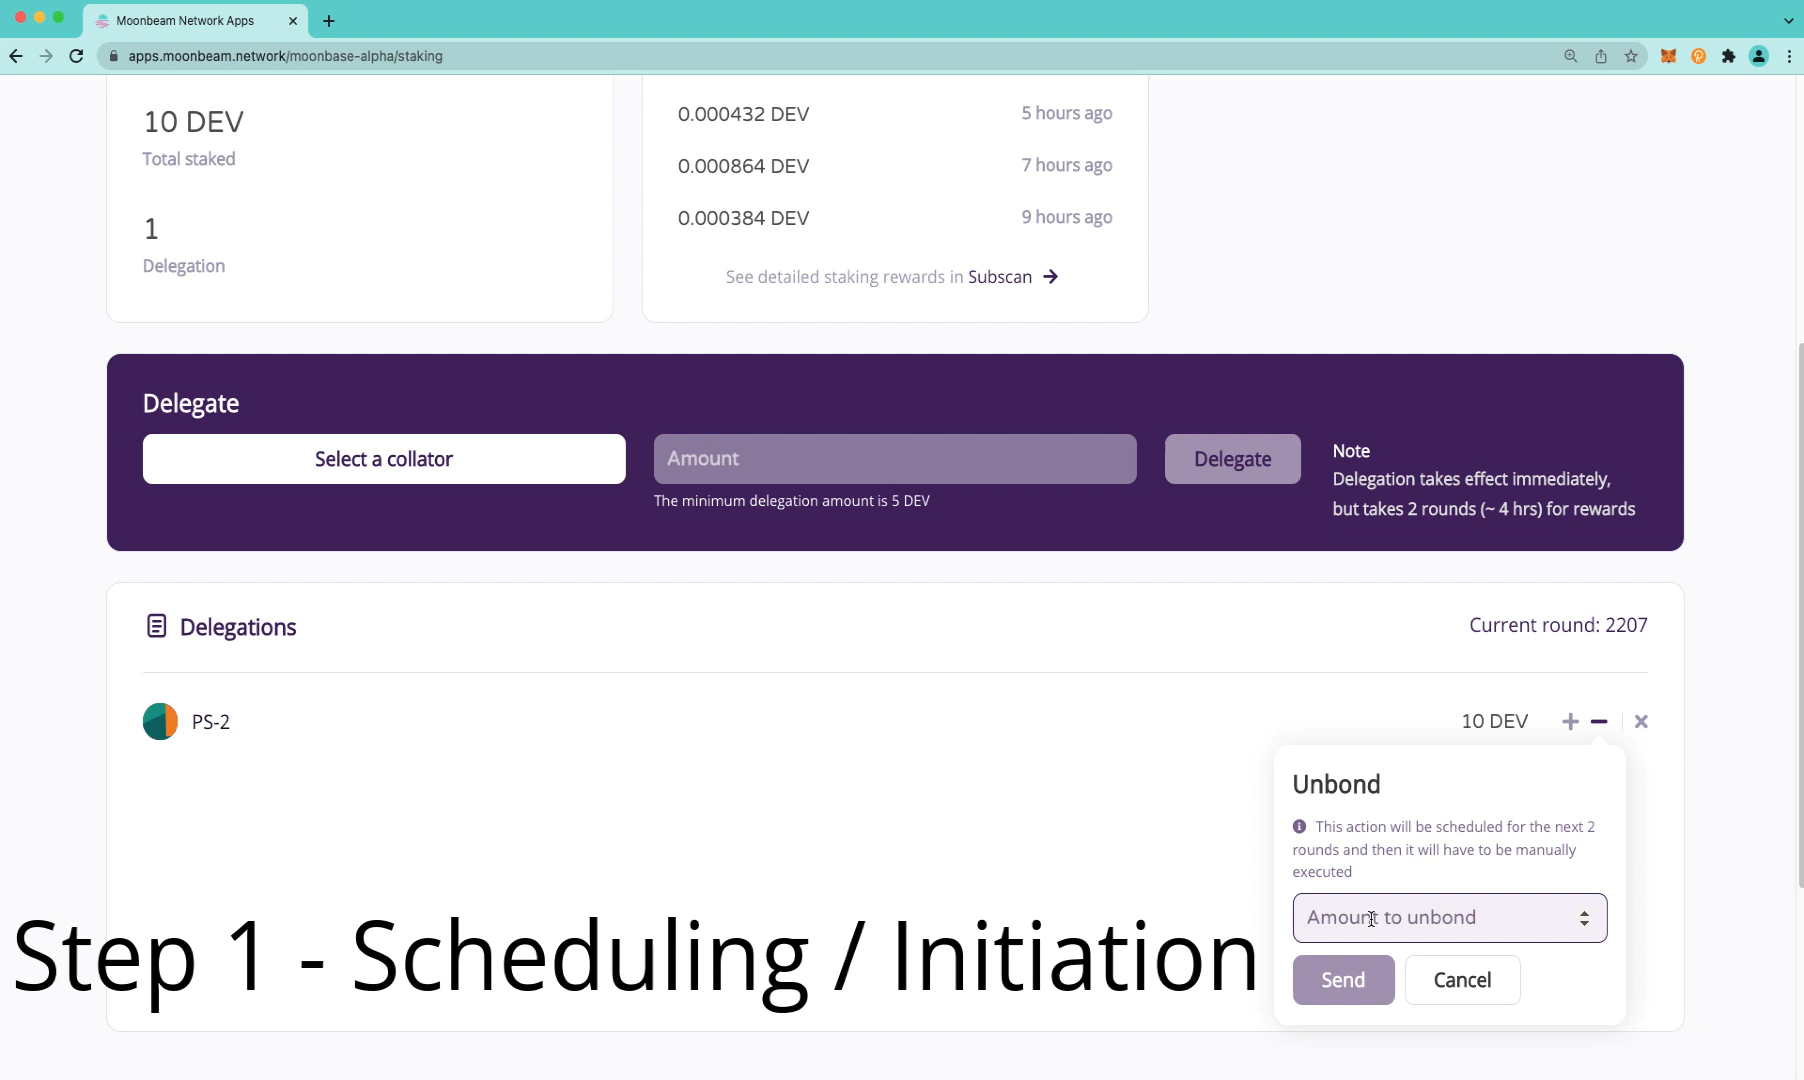 Moonbeam Network Apps
apps.moonbeam.network/moonbase-alpha/staking
10 DEV
Total staked
1
Delegation
0.000432 DEV 5 hours ago
0.000864 DEV 7 hours ago
0.000384 DEV 9 hours ago
See detailed staking rewards in Subscan
Delegate
Select a collator
Amount
The minimum delegation amount is 5 DEV
Delegate
Note
Delegation takes effect immediately,
but takes 2 rounds (~ 4 hrs) for rewards
Delegations
Current round: 2207
PS-2
10 DEV
Unbond
This action will be scheduled for the next 2
rounds and then it will have to be manually
executed
Amount to unbond
Send
Cancel
Step 1 - Scheduling / Initiation